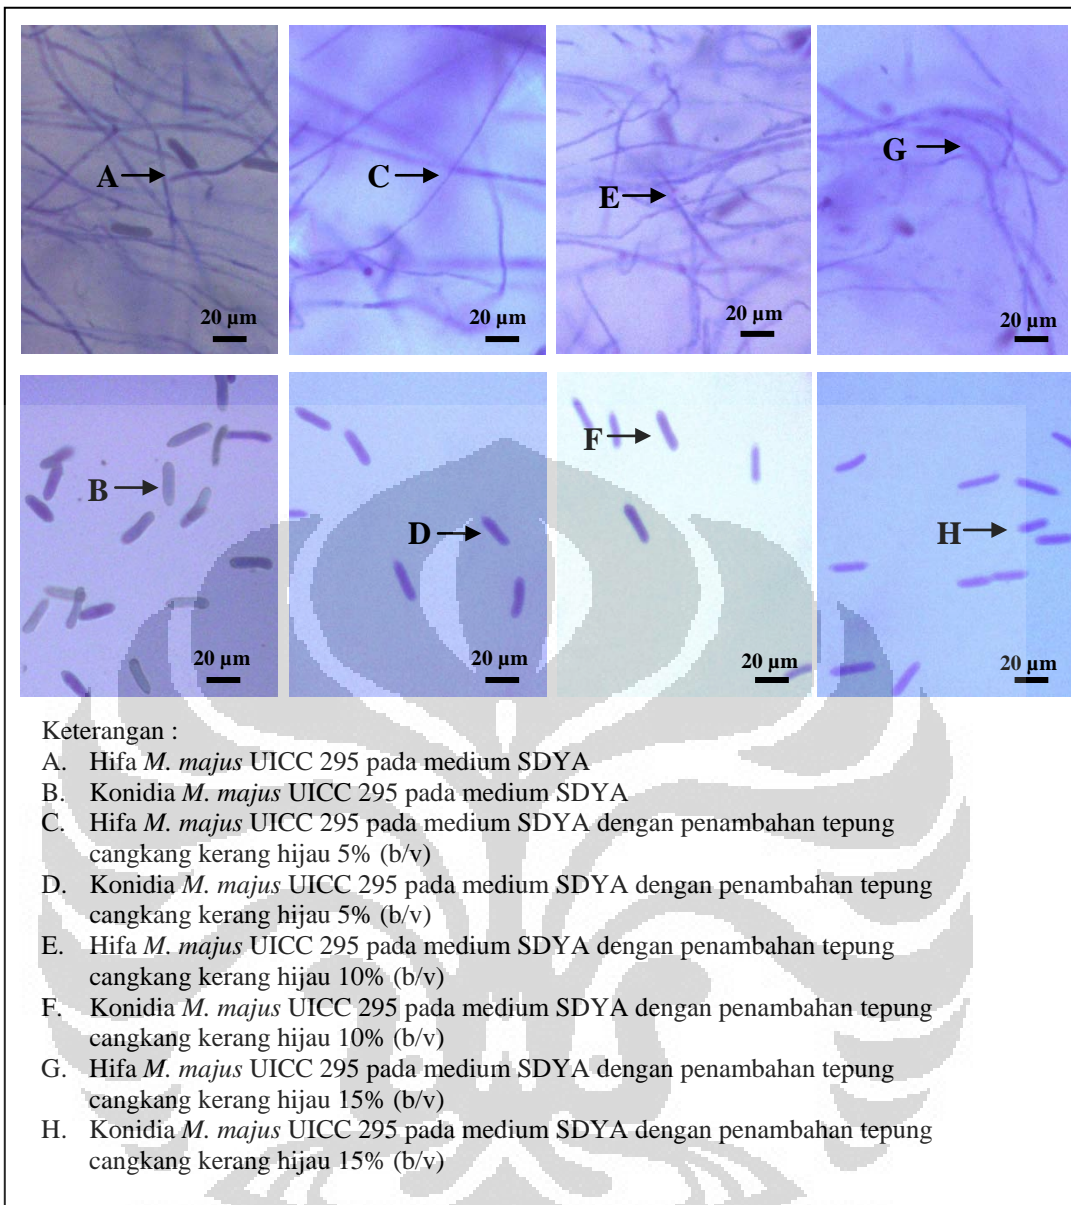 A
C
E
G
20 µm
20 µm
20 µm
20 µm
B
D
F
H
20 µm
20 µm
20 µm
20 µm
Keterangan :
A. Hifa M. majus UICC 295 pada medium SDYA
B. Konidia M. majus UICC 295 pada medium SDYA
C. Hifa M. majus UICC 295 pada medium SDYA dengan penambahan tepung
cangkang kerang hijau 5% (b/v)
D. Konidia M. majus UICC 295 pada medium SDYA dengan penambahan tepung
cangkang kerang hijau 5% (b/v)
E. Hifa M. majus UICC 295 pada medium SDYA dengan penambahan tepung
cangkang kerang hijau 10% (b/v)
F. Konidia M. majus UICC 295 pada medium SDYA dengan penambahan tepung
cangkang kerang hijau 10% (b/v)
G. Hifa M. majus UICC 295 pada medium SDYA dengan penambahan tepung
cangkang kerang hijau 15% (b/v)
H. Konidia M. majus UICC 295 pada medium SDYA dengan penambahan tepung
cangkang kerang hijau 15% (b/v)